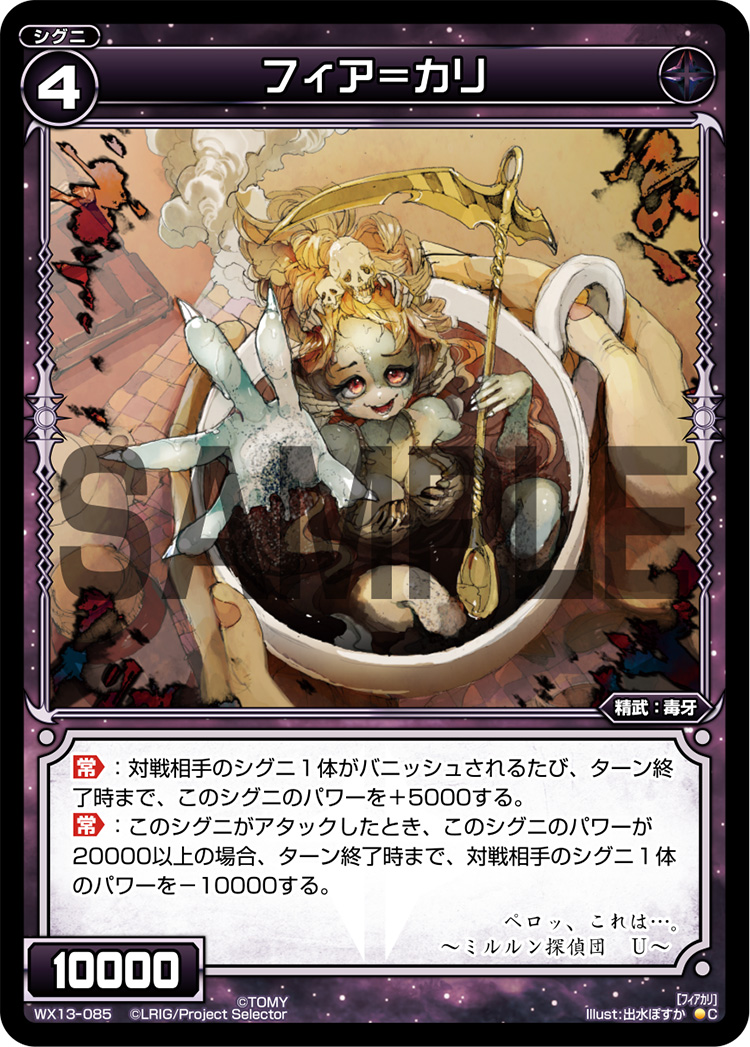 シグニ
4
フィア＝カリ
SAMPLE
精武：毒牙
常：対戦相手のシグニ１体がバニッシュされるたび、ターン終
了時まで、このシグニのパワーを＋5000する。
常：このシグニがアタックしたとき、このシグニのパワーが
20000以上の場合、ターン終了時まで、対戦相手のシグニ１体
のパワーを－10000する。
ペロッ、これは…。
～ミルルン探偵団　U～
10000
©TOMY
[フィアカリ]
WX13-085 ©LRIG/Project Selector
Illust:出水ぽすか C